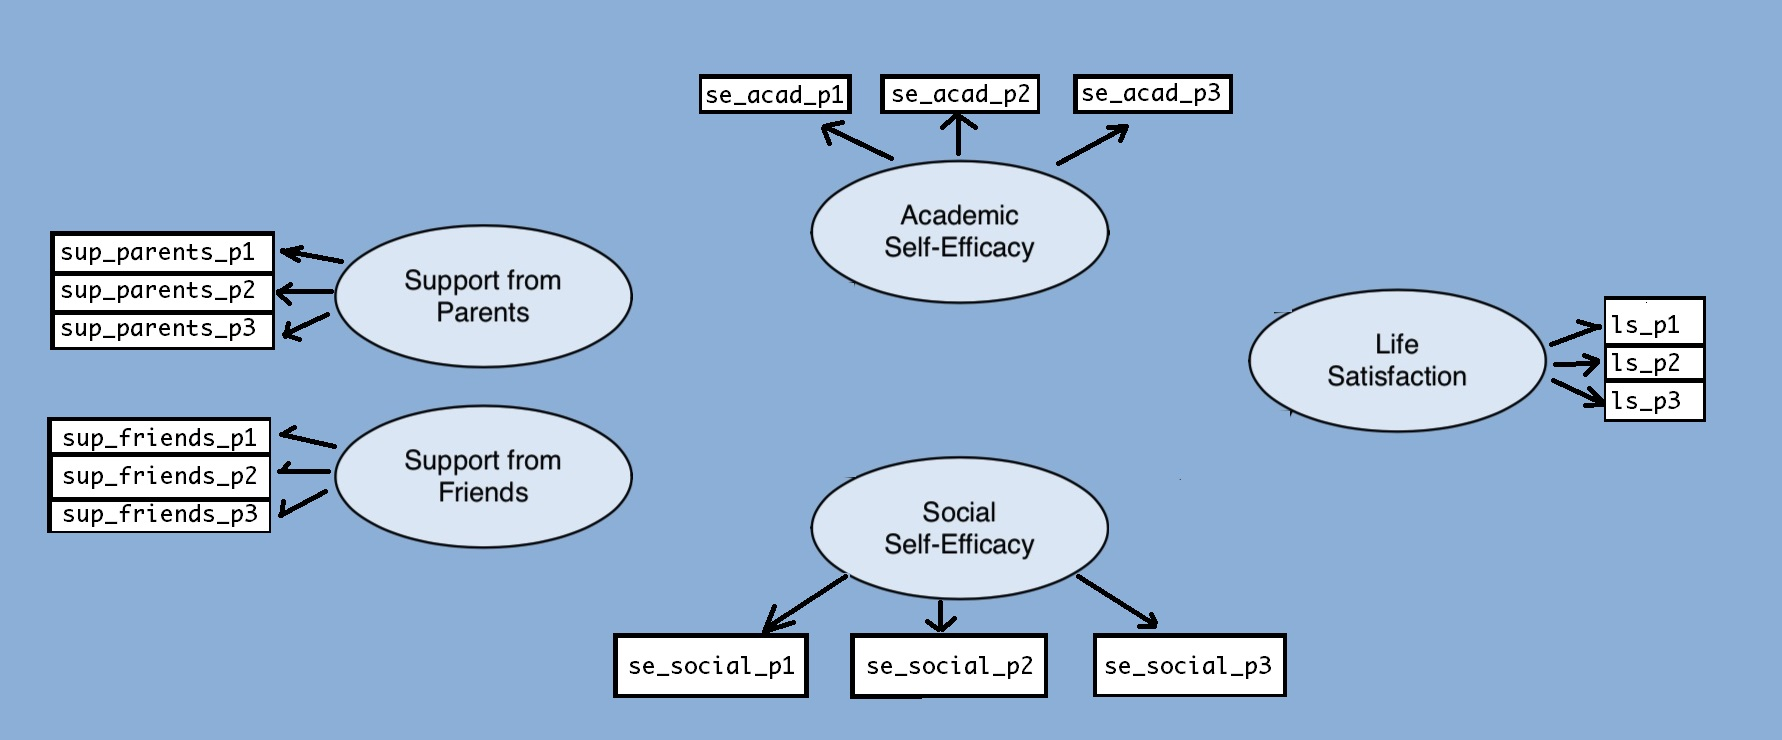 se_acad_p1
se_acad_p2
se_acad_p3
Academic
Self-Efficacy
sup_parents_p1
sup_parents_p2
sup_parents_p3
Support from
Parents
Life
Satisfaction
ls_p1
ls_p2
ls_p3
sup_friends_p1
sup_friends_p2
sup_friends_p3
Support from
Friends
Social
Self-Efficacy
se_social_p1
se_social_p2
se_social_p3